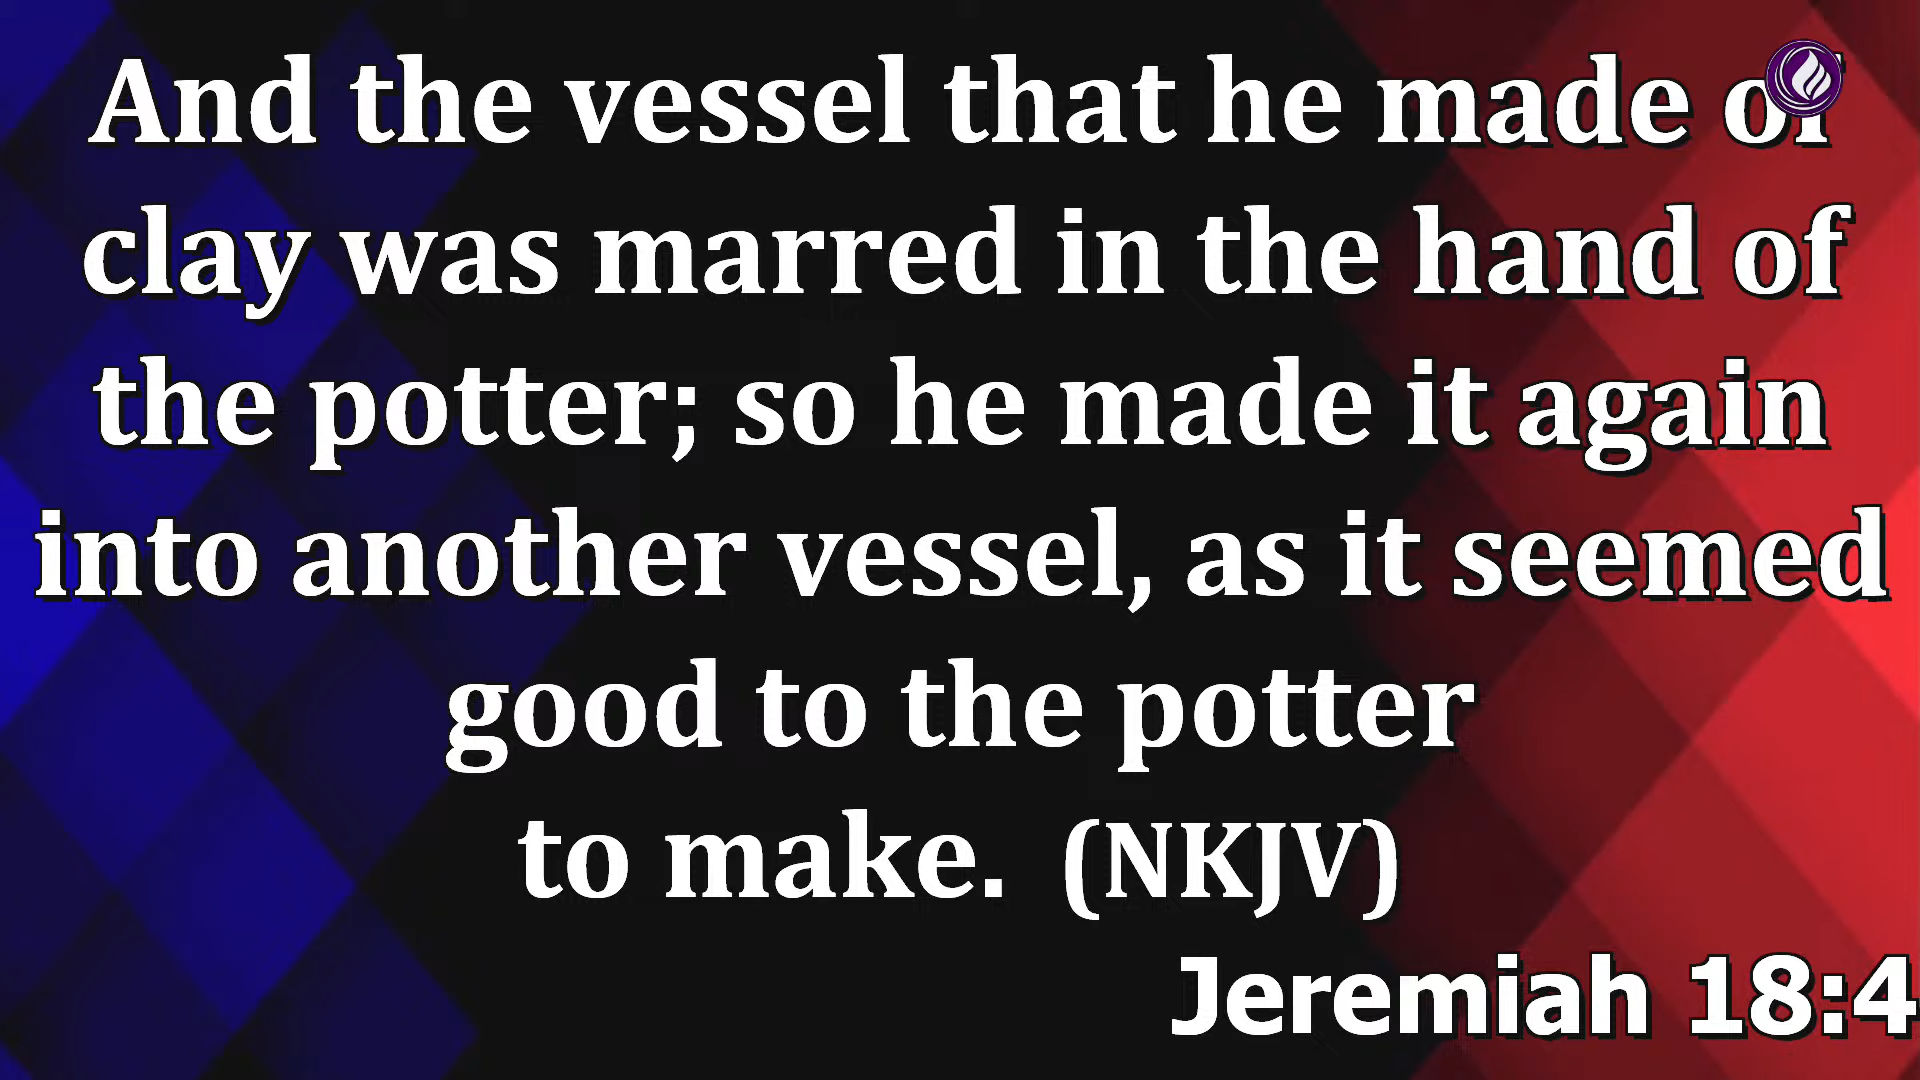 And the vessel that he made of
clay was marred in the hand of
the potter; so he made it again
into another vessel, as it seemed
good to the potter
to make.  (NKJV)
Jeremiah 18:4